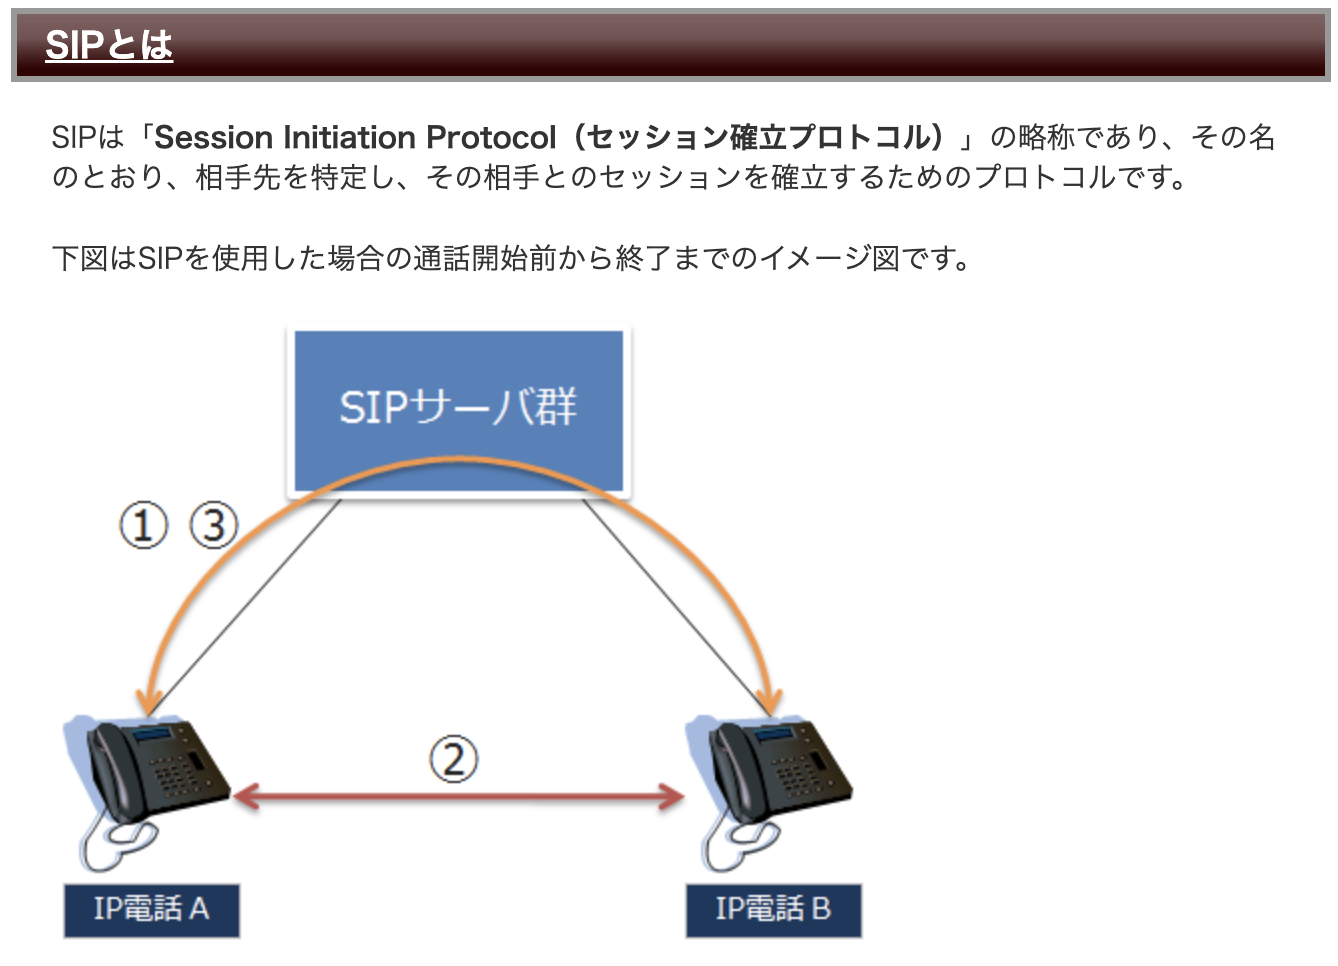 SIPとは
SIPは「Session Initiation Protocol（セッション確立プロトコル）」の略称であり、その名
のとおり、相手先を特定し、その相手とのセッションを確立するためのプロトコルです。
下図はSIPを使用した場合の通話開始前から終了までのイメージ図です。
SIPサーバ群
① ③
②
IP電話 A
IP電話 B